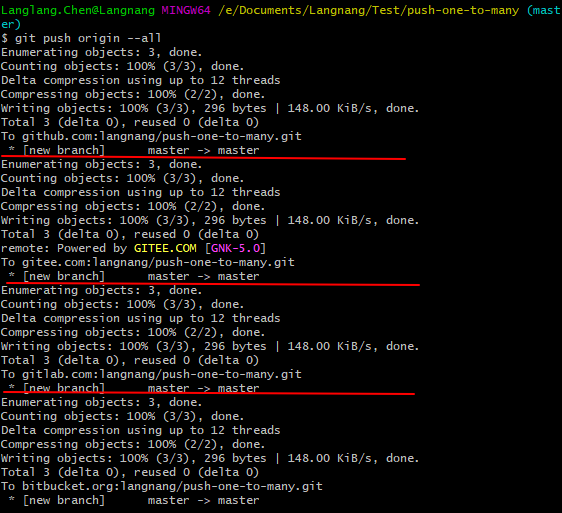 Langlang.Chen@Langnang MINGW64 /e/Documents/Langnang/Test/push-one-to-many (mast
er)
$ git push origin --all
Enumerating objects: 3, done.
Counting objects: 100% (3/3), done.
Delta compression using up to 12 threads
Compressing objects: 100% (2/2), done.
Writing objects: 100% (3/3), 296 bytes | 148.00 KiB/s, done.
Total 3 (delta 0), reused 0 (delta 0)
To github.com:langnang/push-one-to-many.git
 * [new branch]      master -> master
Enumerating objects: 3, done.
Counting objects: 100% (3/3), done.
Delta compression using up to 12 threads
Compressing objects: 100% (2/2), done.
Writing objects: 100% (3/3), 296 bytes | 148.00 KiB/s, done.
Total 3 (delta 0), reused 0 (delta 0)
remote: Powered by GITEE.COM [GNK-5.0]
To gitee.com:langnang/push-one-to-many.git
 * [new branch]      master -> master
Enumerating objects: 3, done.
Counting objects: 100% (3/3), done.
Delta compression using up to 12 threads
Compressing objects: 100% (2/2), done.
Writing objects: 100% (3/3), 296 bytes | 148.00 KiB/s, done.
Total 3 (delta 0), reused 0 (delta 0)
To gitlab.com:langnang/push-one-to-many.git
 * [new branch]      master -> master
Enumerating objects: 3, done.
Counting objects: 100% (3/3), done.
Delta compression using up to 12 threads
Compressing objects: 100% (2/2), done.
Writing objects: 100% (3/3), 296 bytes | 148.00 KiB/s, done.
Total 3 (delta 0), reused 0 (delta 0)
To bitbucket.org:langnang/push-one-to-many.git
 * [new branch]      master -> master